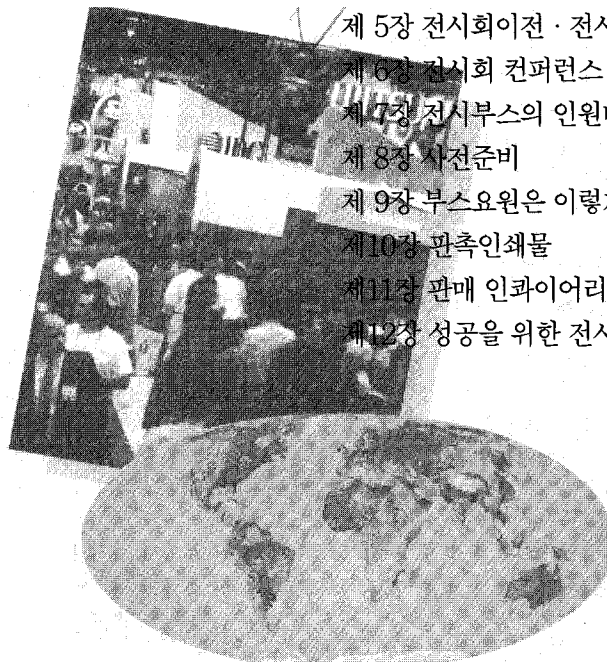 제 5장 전시회이전 · 전시
제 6장 전시회 컨퍼런스
제 7장 전시부스의 인원
제 8장 사전준비
제 9장 부스요원은 이렇
제10장 판촉인쇄물
제11장 판매 인콰이어리
제12장 성공을 위한 전시